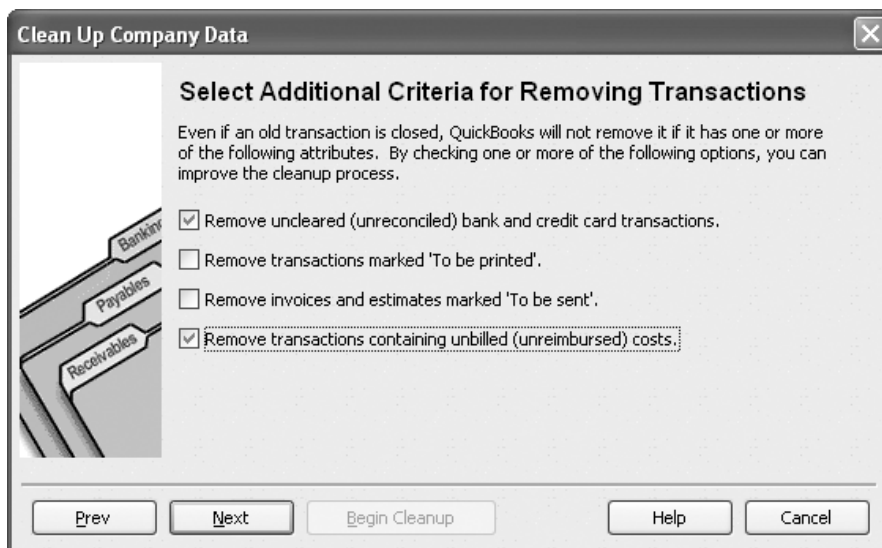 Clean Up Company Data
Select Additional Criteria for Removing Transactions
Even if an old transaction is closed, QuickBooks will not remove it if it has one or more
of the following attributes. By checking one or more of the following options, you can
improve the cleanup process.
Remove uncleared (unreconciled) bank and credit card transactions.
Remove transactions marked 'To be printed'.
Remove invoices and estimates marked 'To be sent'.
Remove transactions containing unbilled (unreimbursed) costs.
Banking
Payables
Receivables
Prev
Next
Begin Cleanup
Help
Cancel